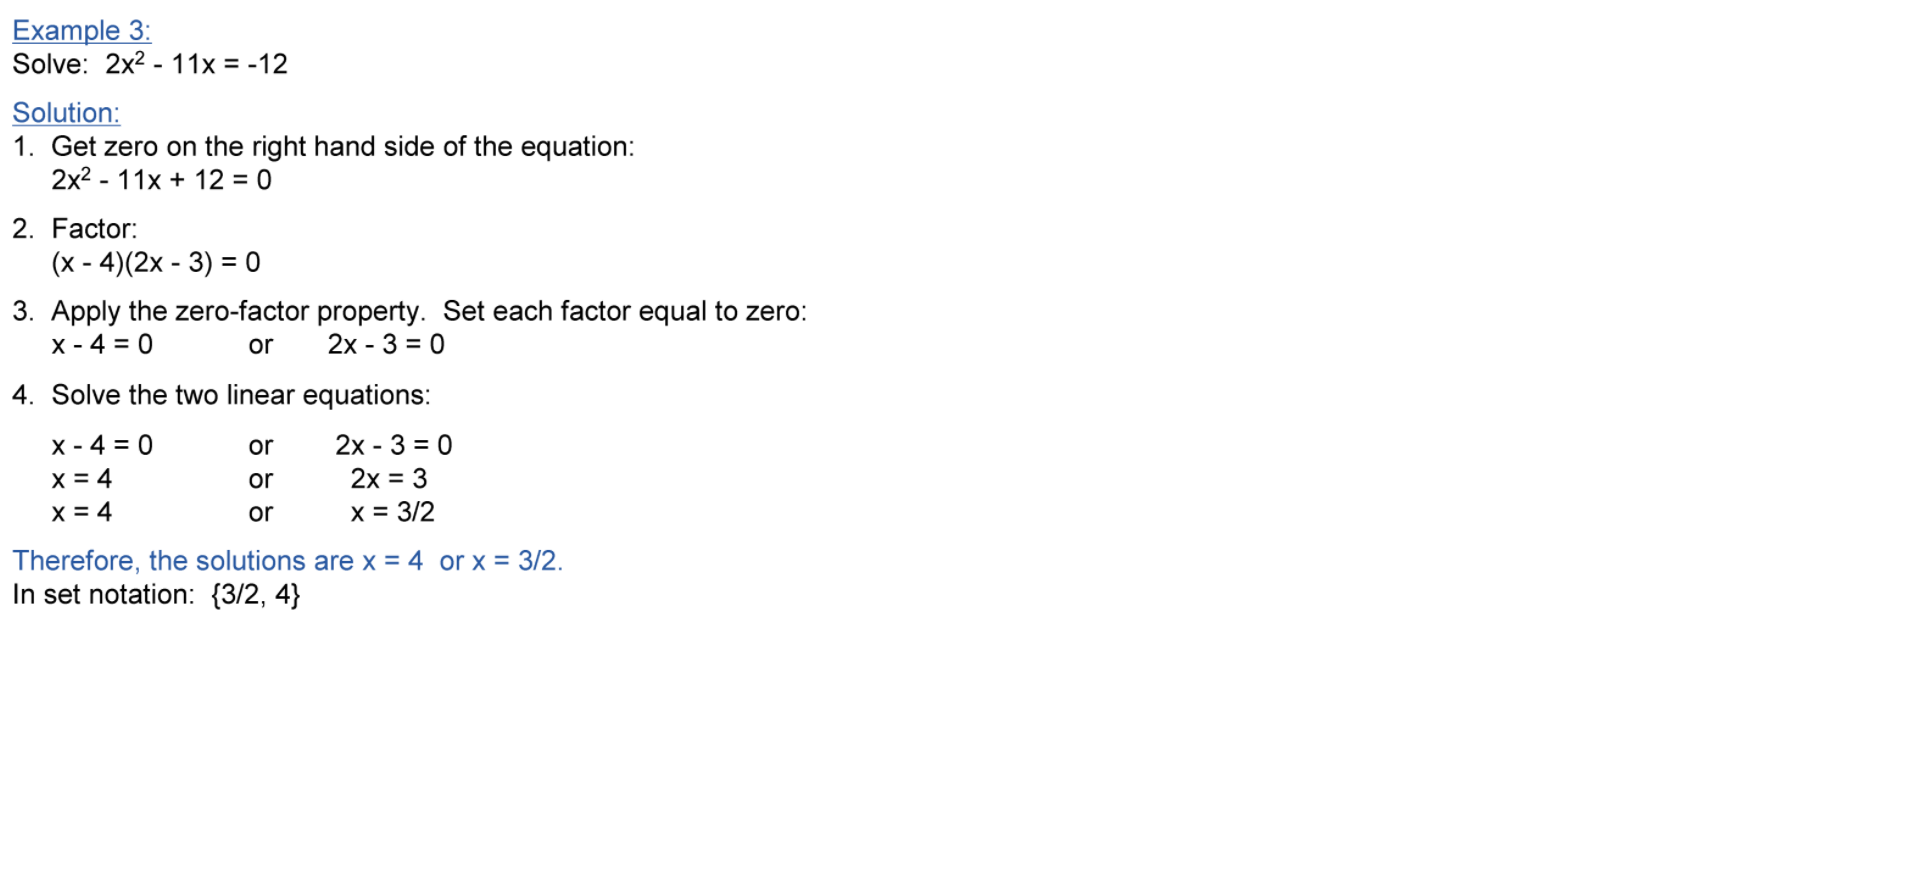 Example 3:
Solve:  2x² - 11x = -12
Solution:
1.  Get zero on the right hand side of the equation:
2x² - 11x + 12 = 0
2.  Factor:
(x - 4)(2x - 3) = 0
3.  Apply the zero-factor property.  Set each factor equal to zero:
x - 4 = 0 or 2x - 3 = 0
4.  Solve the two linear equations:
x - 4 = 0 or 2x - 3 = 0
x = 4 or 2x = 3
x = 4 or x = 3/2
Therefore, the solutions are x = 4  or x = 3/2.
In set notation:  {3/2, 4}